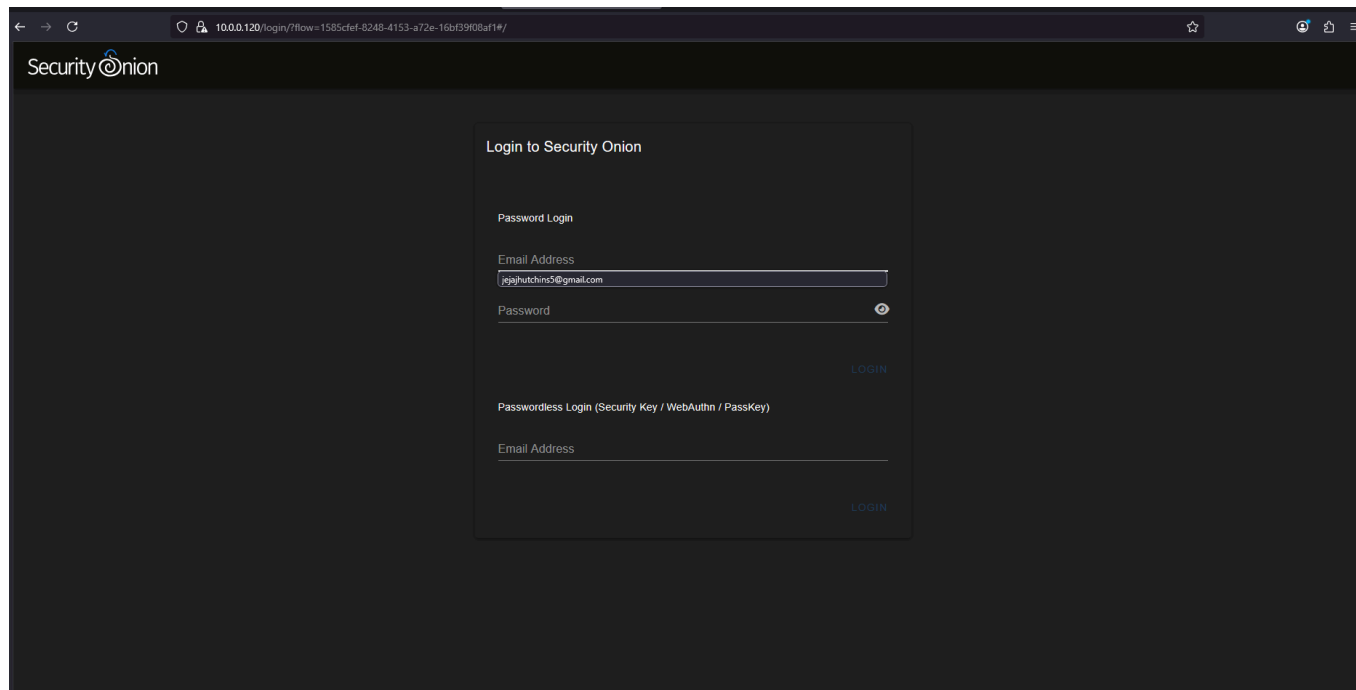 10.0.0.120/login/?flow=1585cfef-8248-4153-a72e-16bf39f08af1#/
Security Onion
Login to Security Onion
Password Login
Email Address
jejajhutchins5@gmail.com
Password
LOGIN
Passwordless Login (Security Key / WebAuthn / PassKey)
Email Address
LOGIN